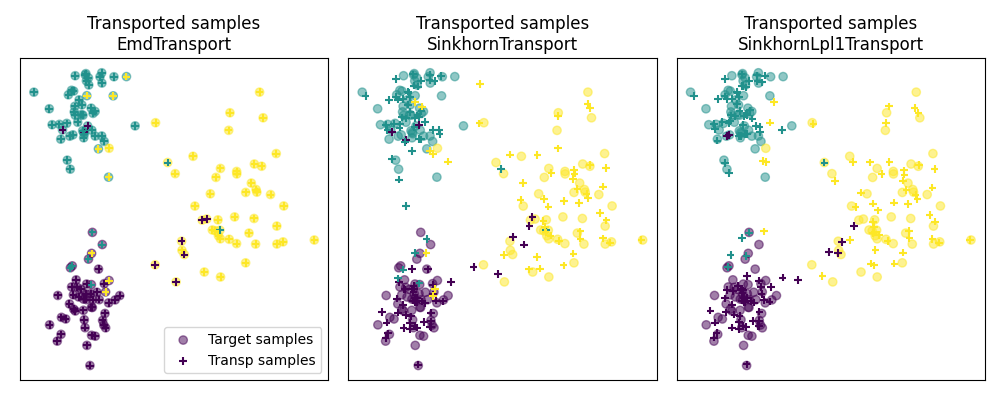 Transported samples
EmdTransport
Transported samples
SinkhornTransport
Transported samples
SinkhornLpl1Transport
Target samples
Transp samples